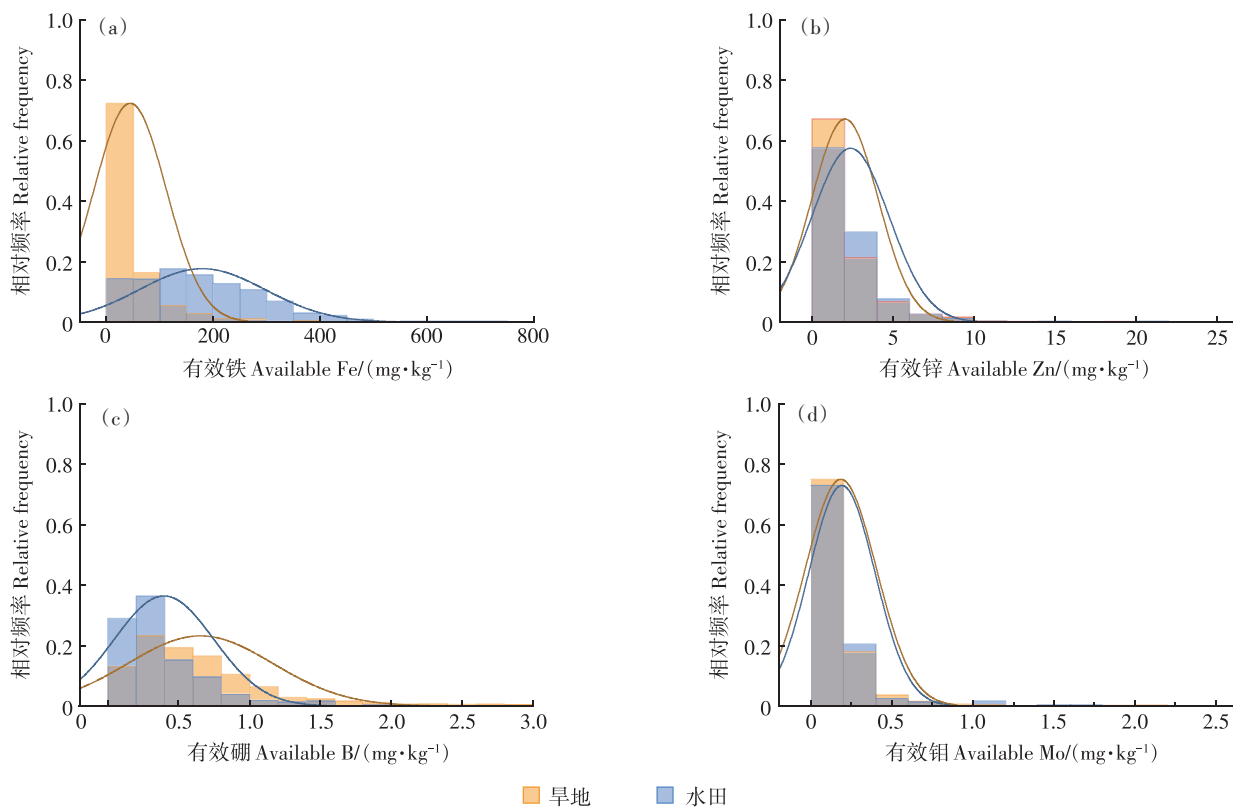 (a)
相对频率 Relative frequency
1.0
0.8
0.6
0.4
0.2
0
0 200 400 600 800
有效铁 Available Fe/(mg·kg⁻¹)
(b)
相对频率 Relative frequency
1.0
0.8
0.6
0.4
0.2
0
0 5 10 15 20 25
有效锌 Available Zn/(mg·kg⁻¹)
(c)
相对频率 Relative frequency
1.0
0.8
0.6
0.4
0.2
0
0 0.5 1.0 1.5 2.0 2.5 3.0
有效硼 Available B/(mg·kg⁻¹)
(d)
相对频率 Relative frequency
1.0
0.8
0.6
0.4
0.2
0
0 0.5 1.0 1.5 2.0 2.5
有效钼 Available Mo/(mg·kg⁻¹)
旱地 水田